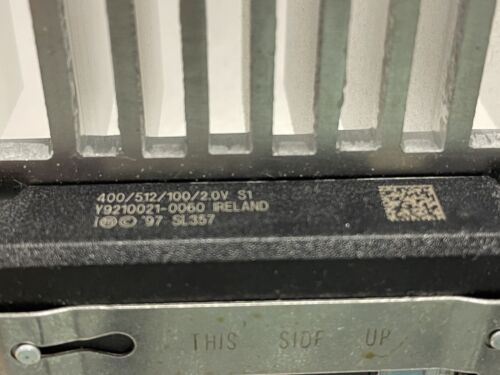 400/512/100/2.0V S1
Y9210021-0060 IRELAND
i Ⓜ © '97 SL357
THIS SIDE UP